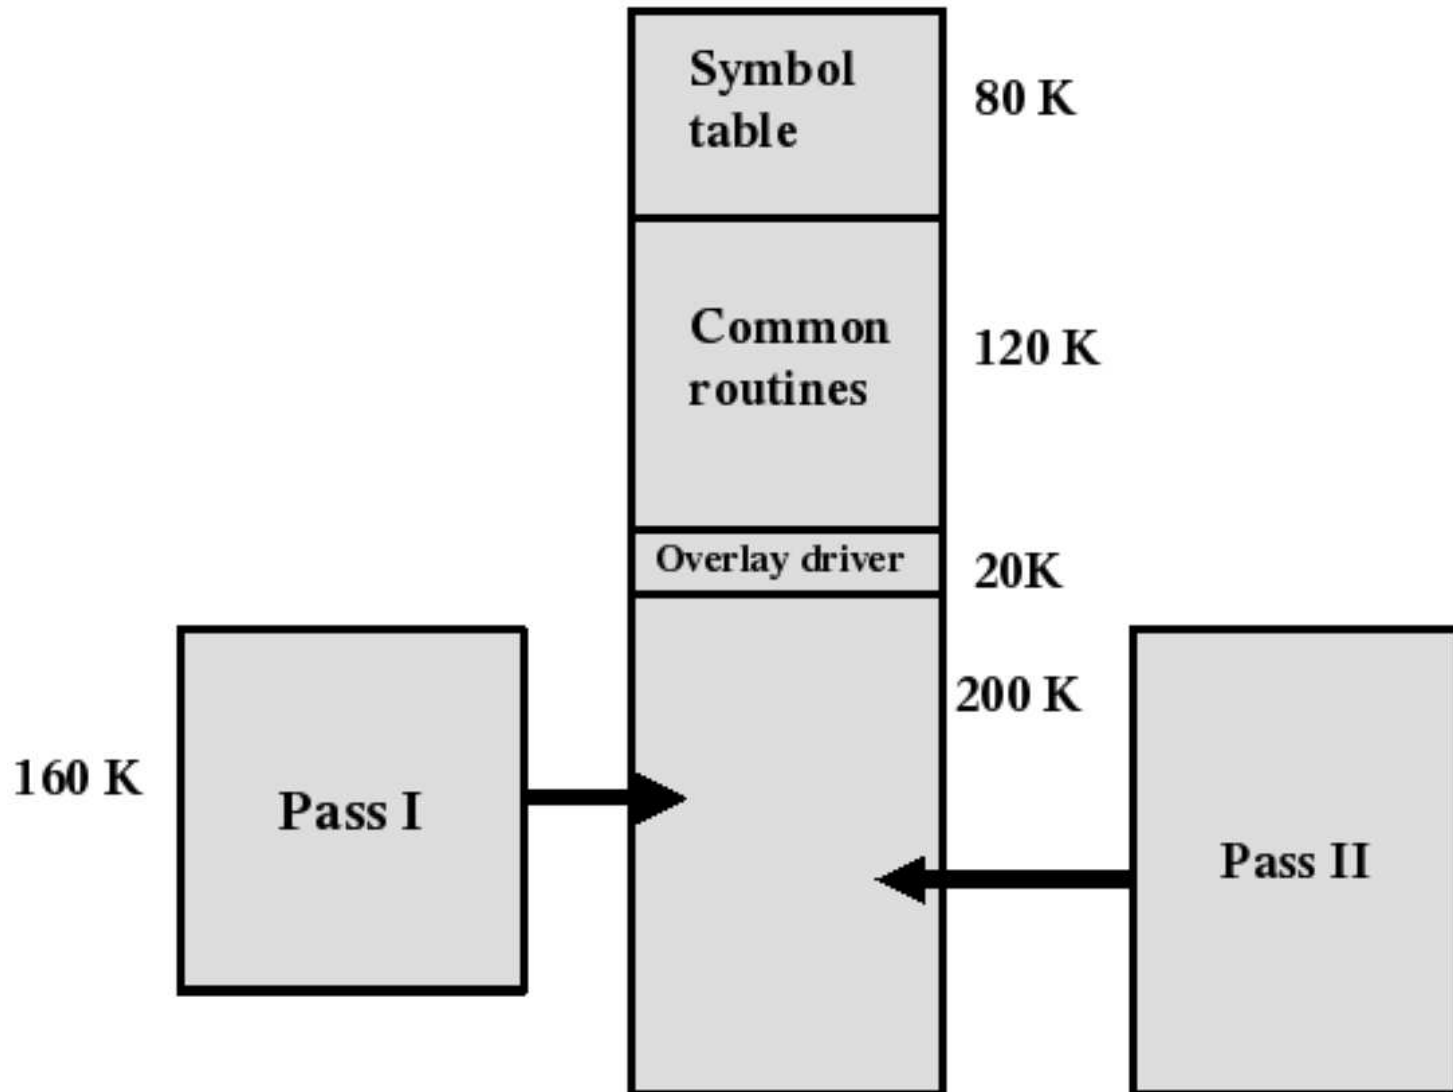 Symbol
table
80 K
Common
routines
120 K
Overlay driver
20K
200 K
160 K
Pass I
Pass II